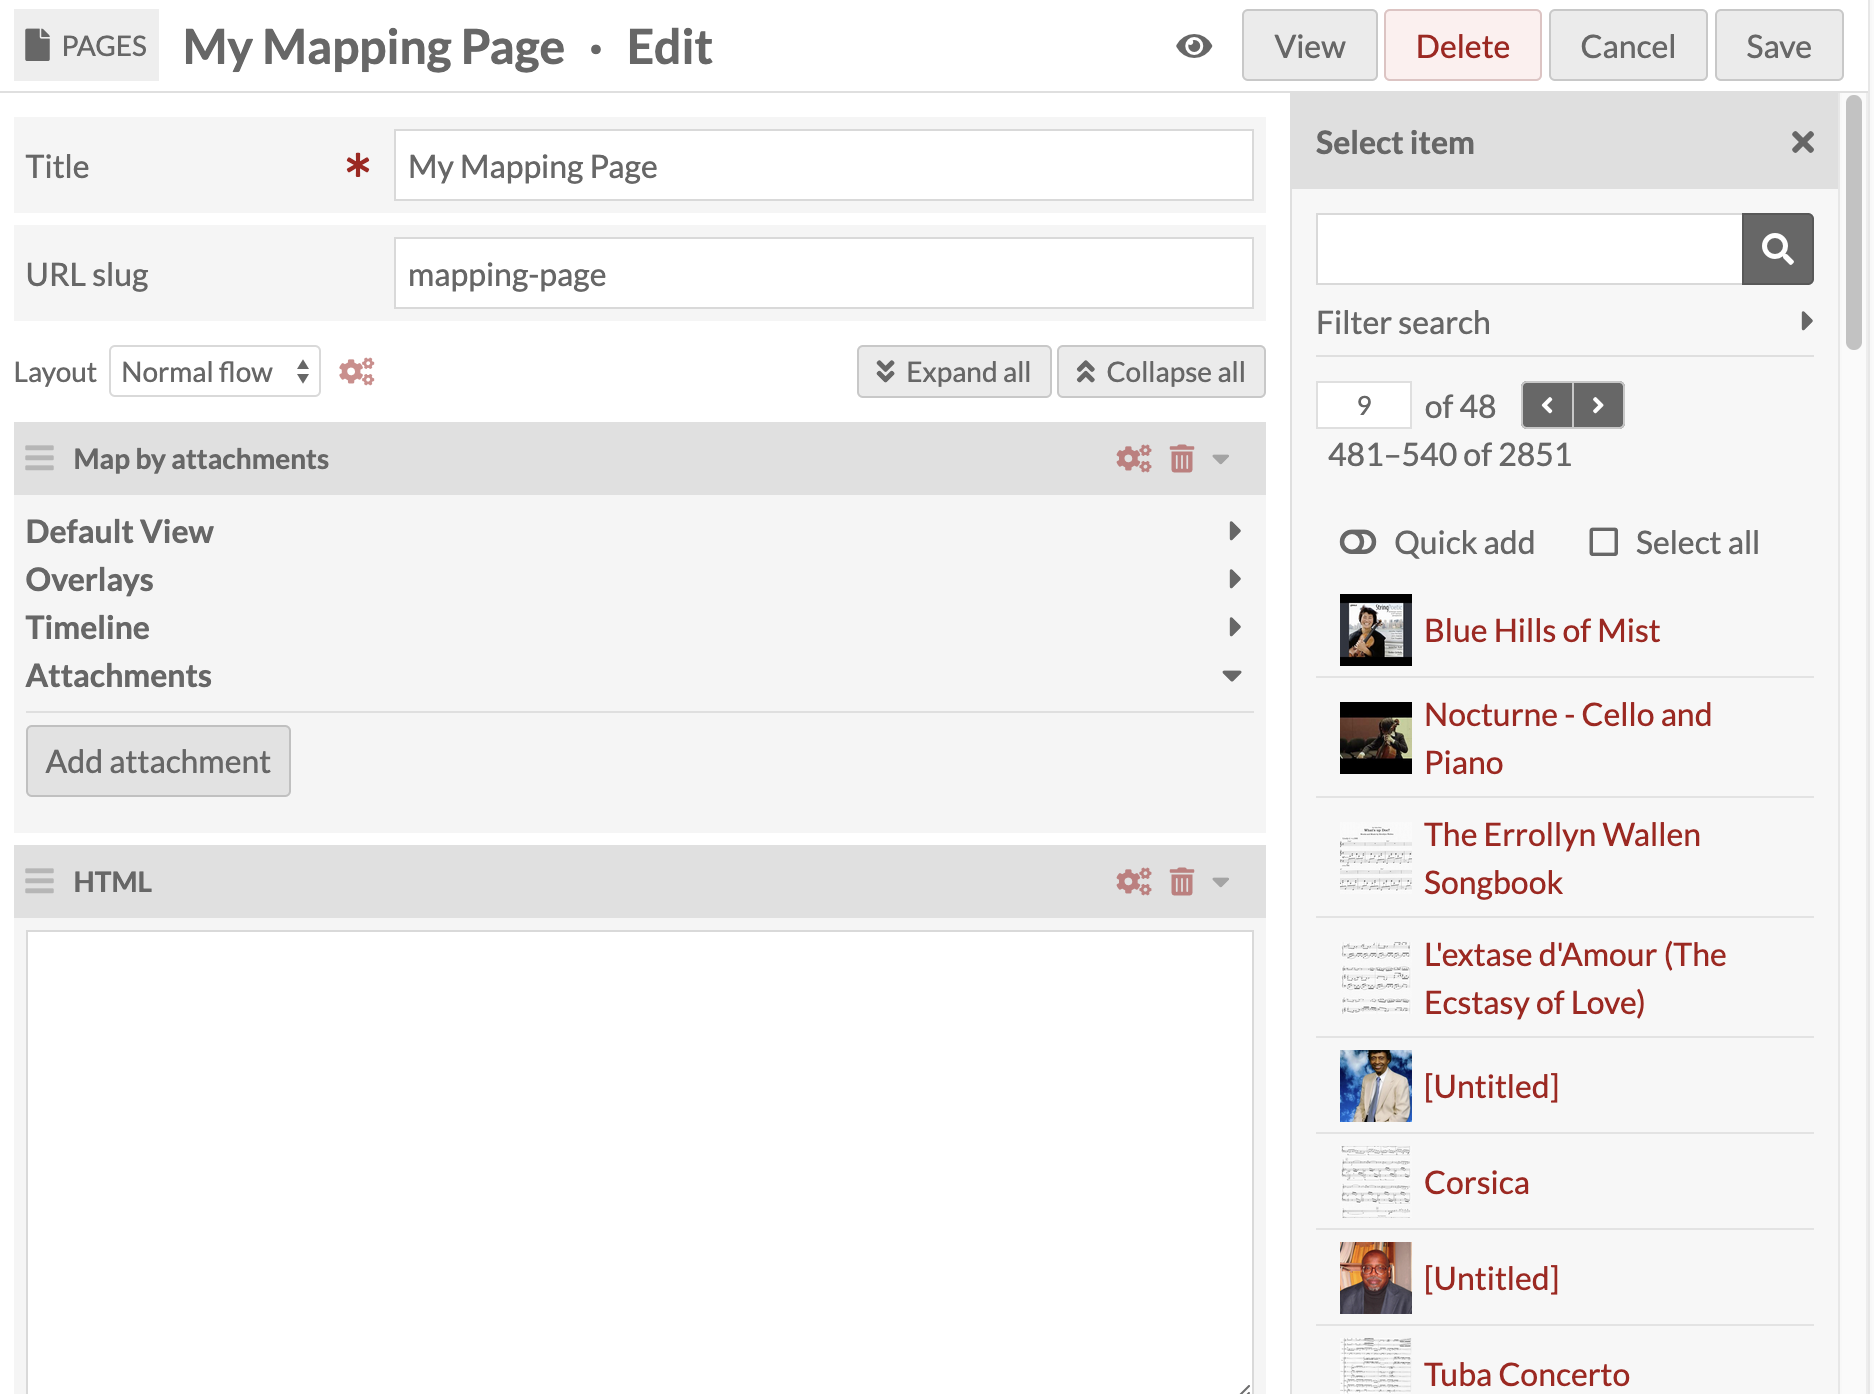 PAGES My Mapping Page · Edit View Delete Cancel Save
Title * My Mapping Page
URL slug mapping-page
Layout Normal flow Expand all Collapse all
Map by attachments
Default View
Overlays
Timeline
Attachments
Add attachment
HTML
Select item
Filter search
9 of 48
481–540 of 2851
Quick add Select all
Blue Hills of Mist
Nocturne - Cello and
Piano
The Errollyn Wallen
Songbook
L'extase d'Amour (The
Ecstasy of Love)
[Untitled]
Corsica
[Untitled]
Tuba Concerto